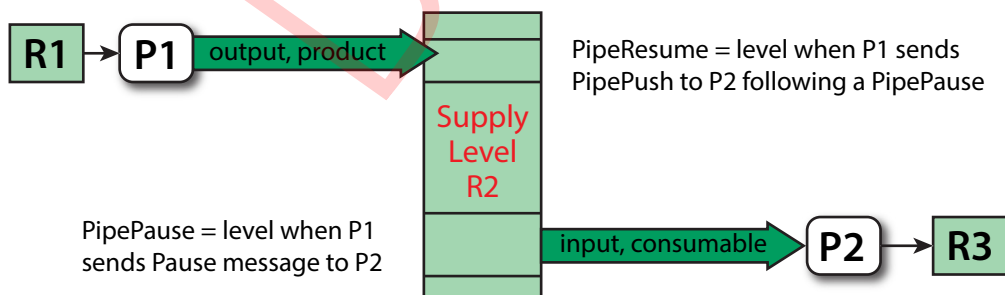 R1
P1
output, product
PipeResume = level when P1 sends
PipePush to P2 following a PipePause
Supply
Level
R2
PipePause = level when P1
sends Pause message to P2
input, consumable
P2
R3